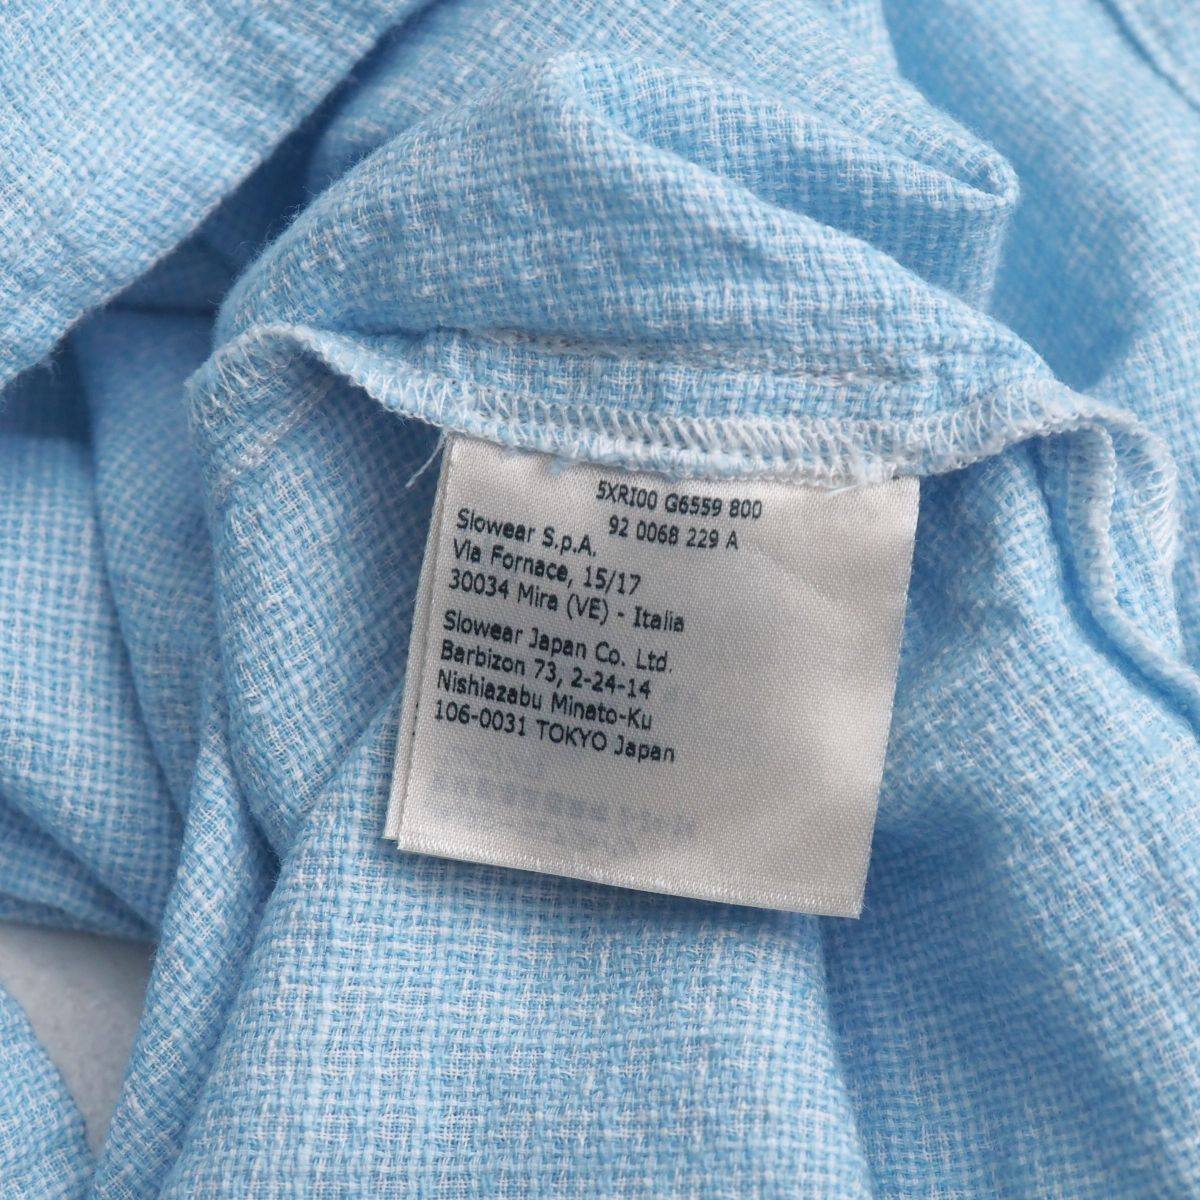 5XRI00 G6559 800
92 0068 229 A
Slowear S.p.A.
Via Fornace, 15/17
30034 Mira (VE) - Italia
Slowear Japan Co. Ltd.
Barbizon 73, 2-24-14
Nishiazabu Minato-Ku
106-0031 TOKYO Japan